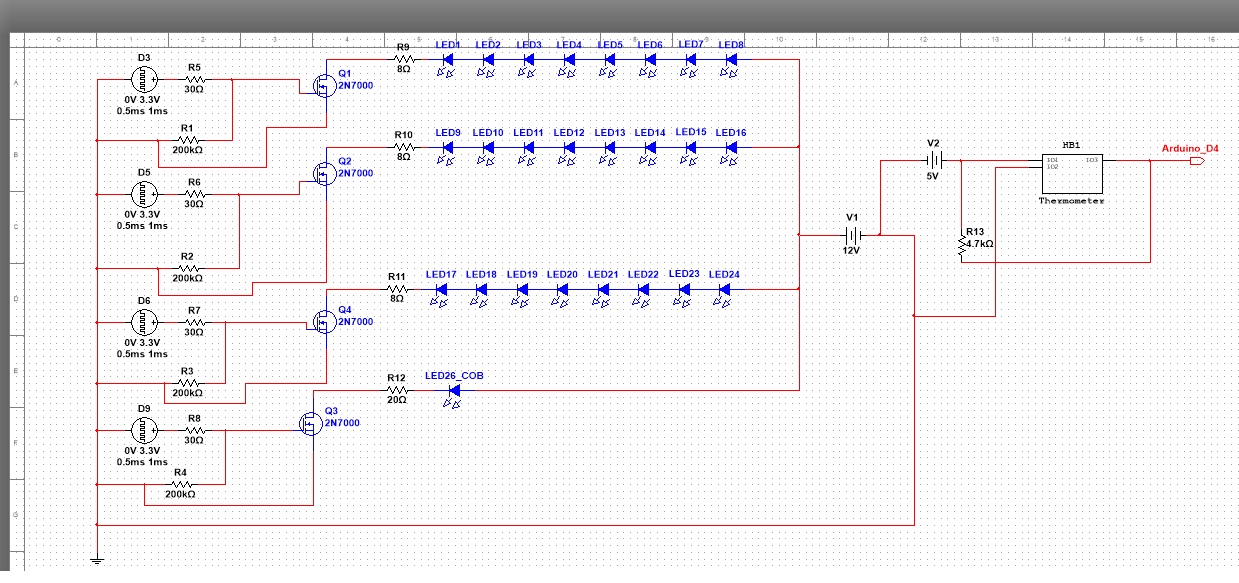 0 1 2 3 4 5 6 7 8 9 10 11 12 13 14 15 16
A
B
C
D
E
F
G
D3
0V 3.3V
0.5ms 1ms
R5
30Ω
R1
200kΩ
Q1
2N7000
R9
8Ω
LED1 LED2 LED3 LED4 LED5 LED6 LED7 LED8
D5
0V 3.3V
0.5ms 1ms
R6
30Ω
R2
200kΩ
Q2
2N7000
R10
8Ω
LED9 LED10 LED11 LED12 LED13 LED14 LED15 LED16
D6
0V 3.3V
0.5ms 1ms
R7
30Ω
R3
200kΩ
Q4
2N7000
R11
8Ω
LED17 LED18 LED19 LED20 LED21 LED22 LED23 LED24
D9
0V 3.3V
0.5ms 1ms
R8
30Ω
R4
200kΩ
Q3
2N7000
R12
20Ω
LED26_COB
V1
12V
V2
5V
R13
4.7kΩ
HB1
IO1 IO3
IO2
Thermometer
Arduino_D4